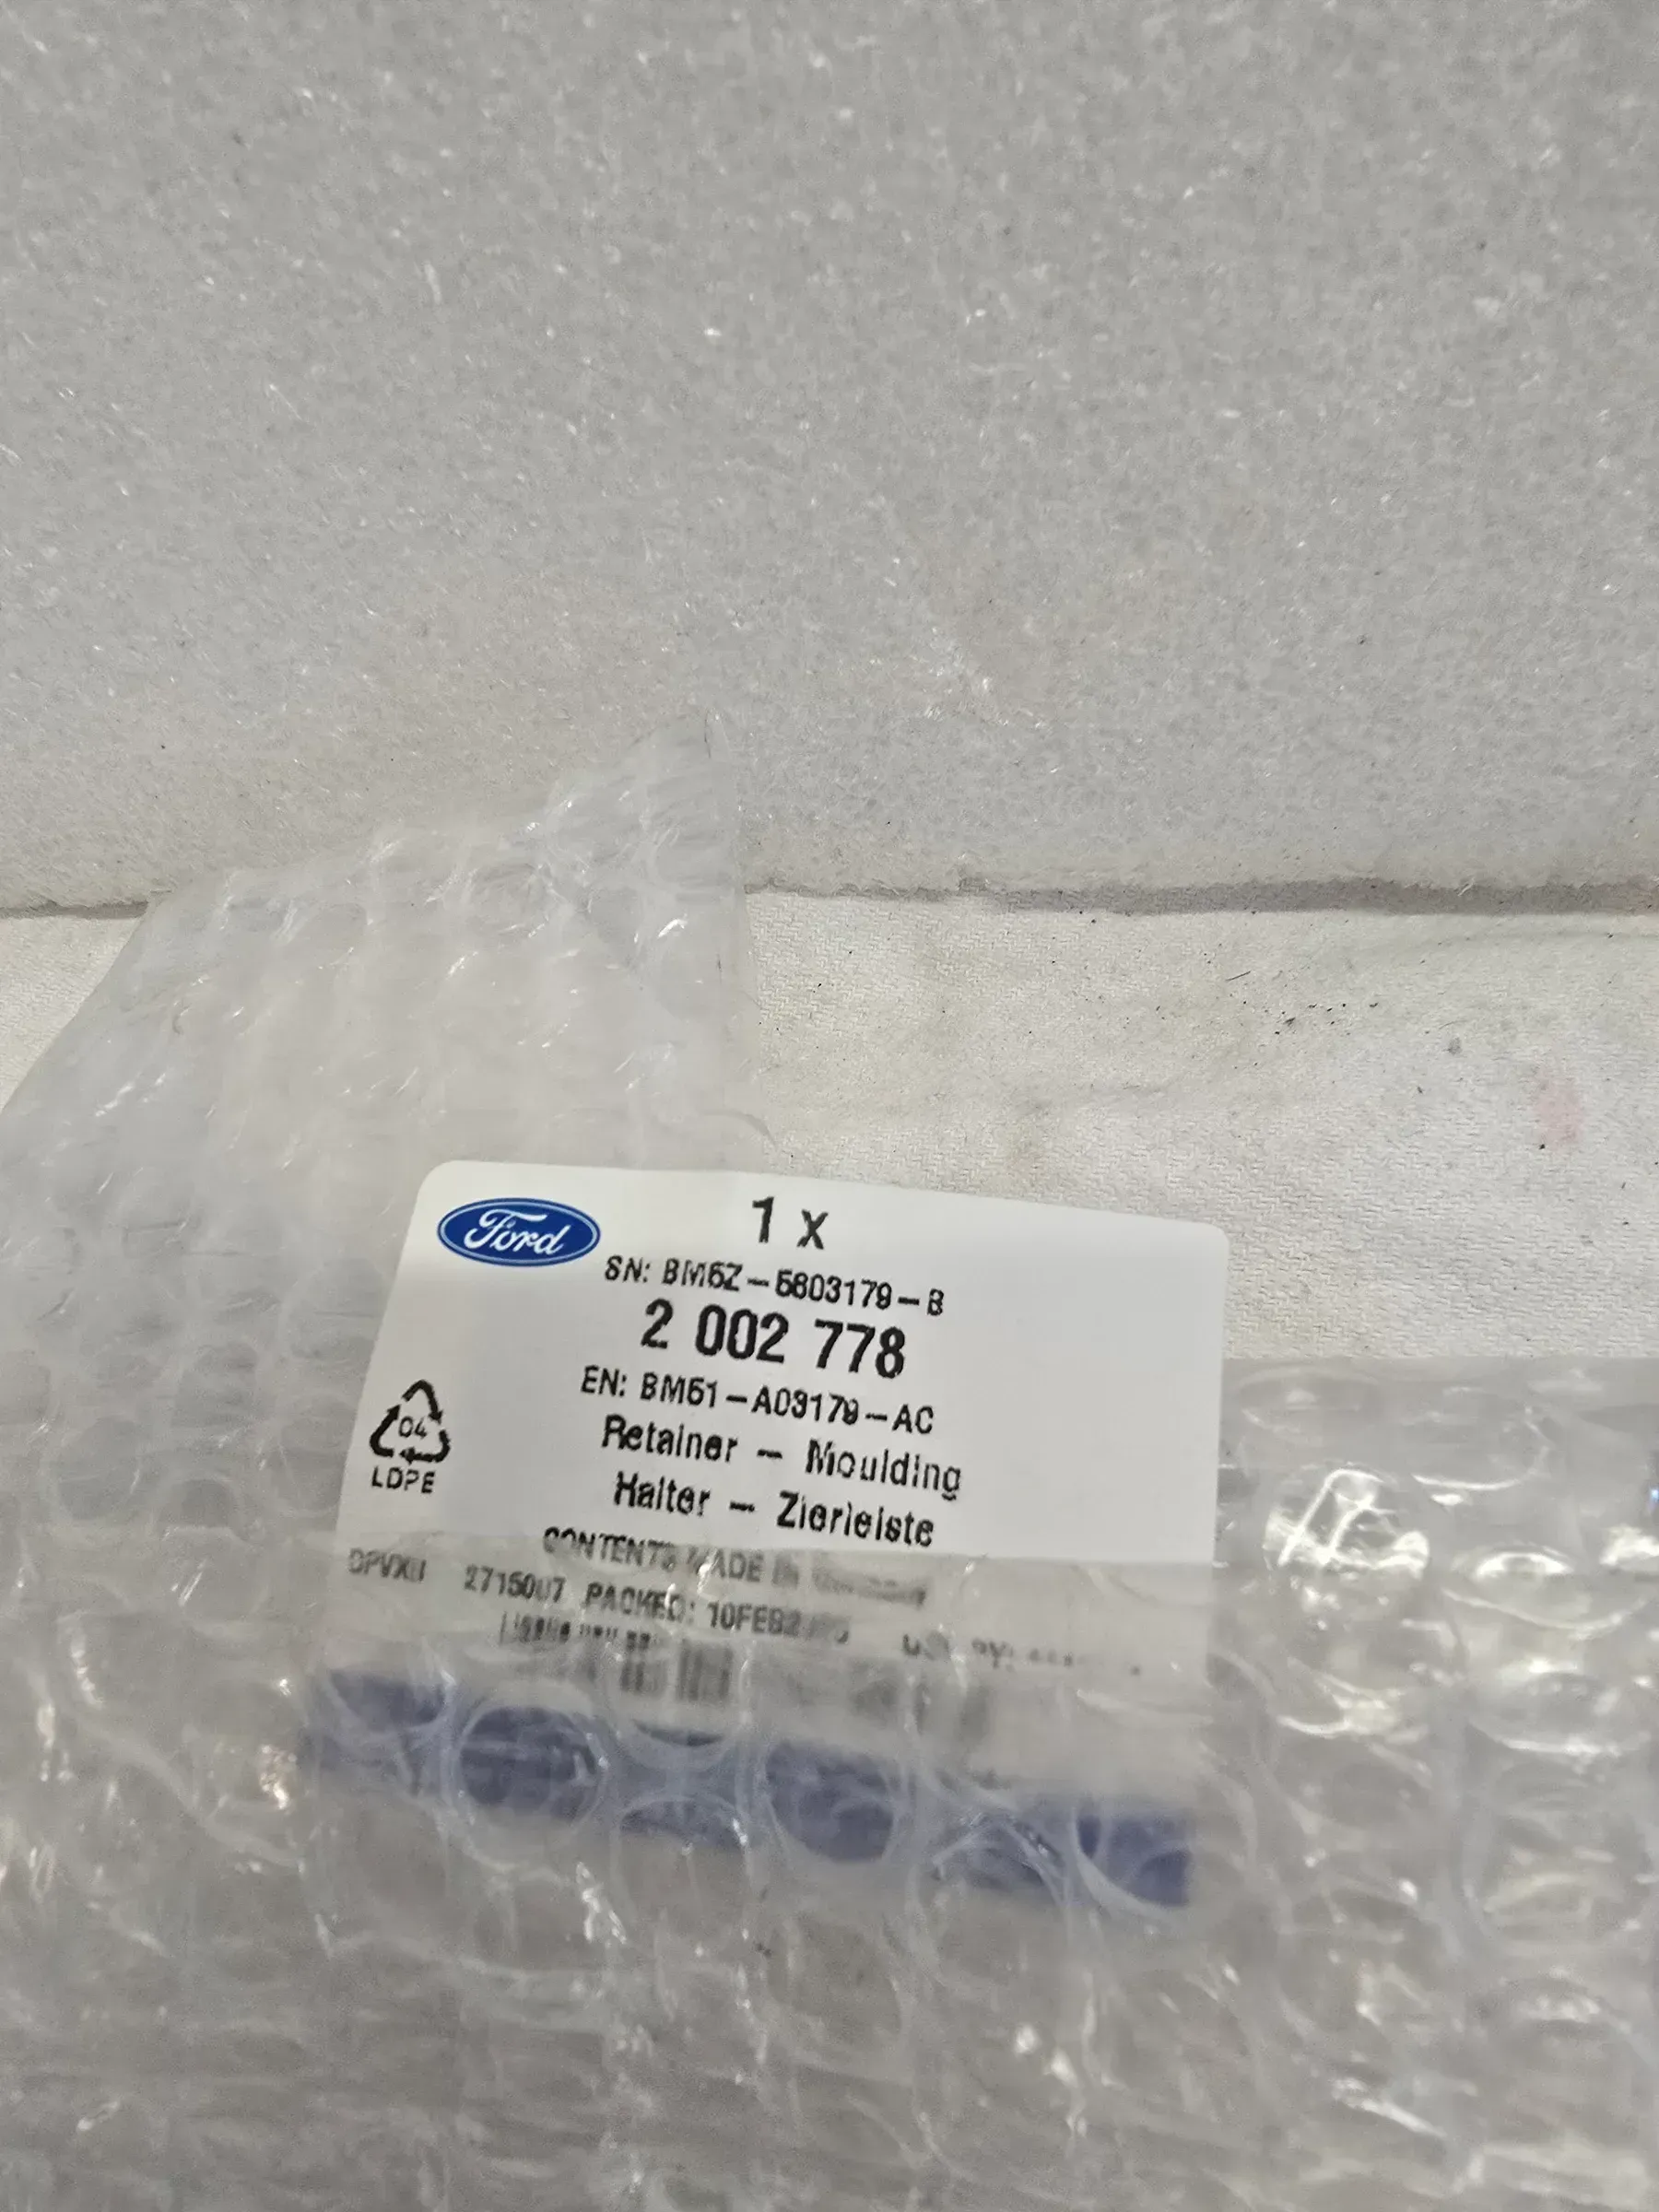 Ford
1 x
SN: BM5Z-5803179-B
2 002 778
EN: BM51-A03179-AC
Retainer - Moulding
04
LDPE
Halter - Zierleiste
CONTENTS MADE IN
2715007 PACKED: